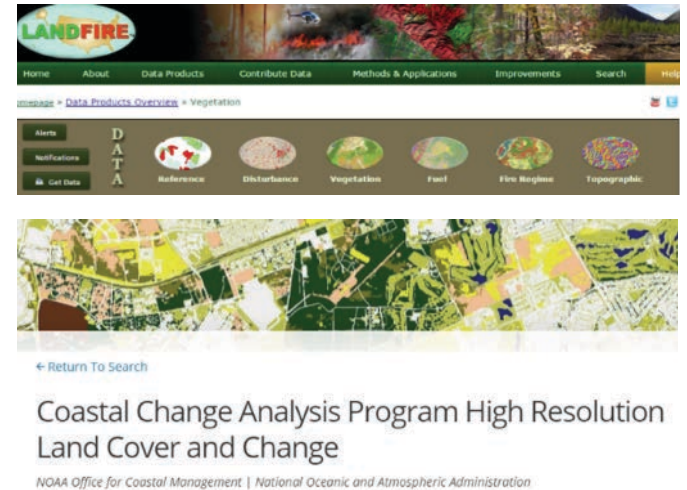 LANDFIRE
Home About Data Products Contribute Data Methods & Applications Improvements Search Help
Homepage » Data Products Overview » Vegetation
Alerts
Notifications
Get Data
DATA
Reference Disturbance Vegetation Fuel Fire Regime Topographic
← Return To Search
Coastal Change Analysis Program High Resolution
Land Cover and Change
NOAA Office for Coastal Management | National Oceanic and Atmospheric Administration